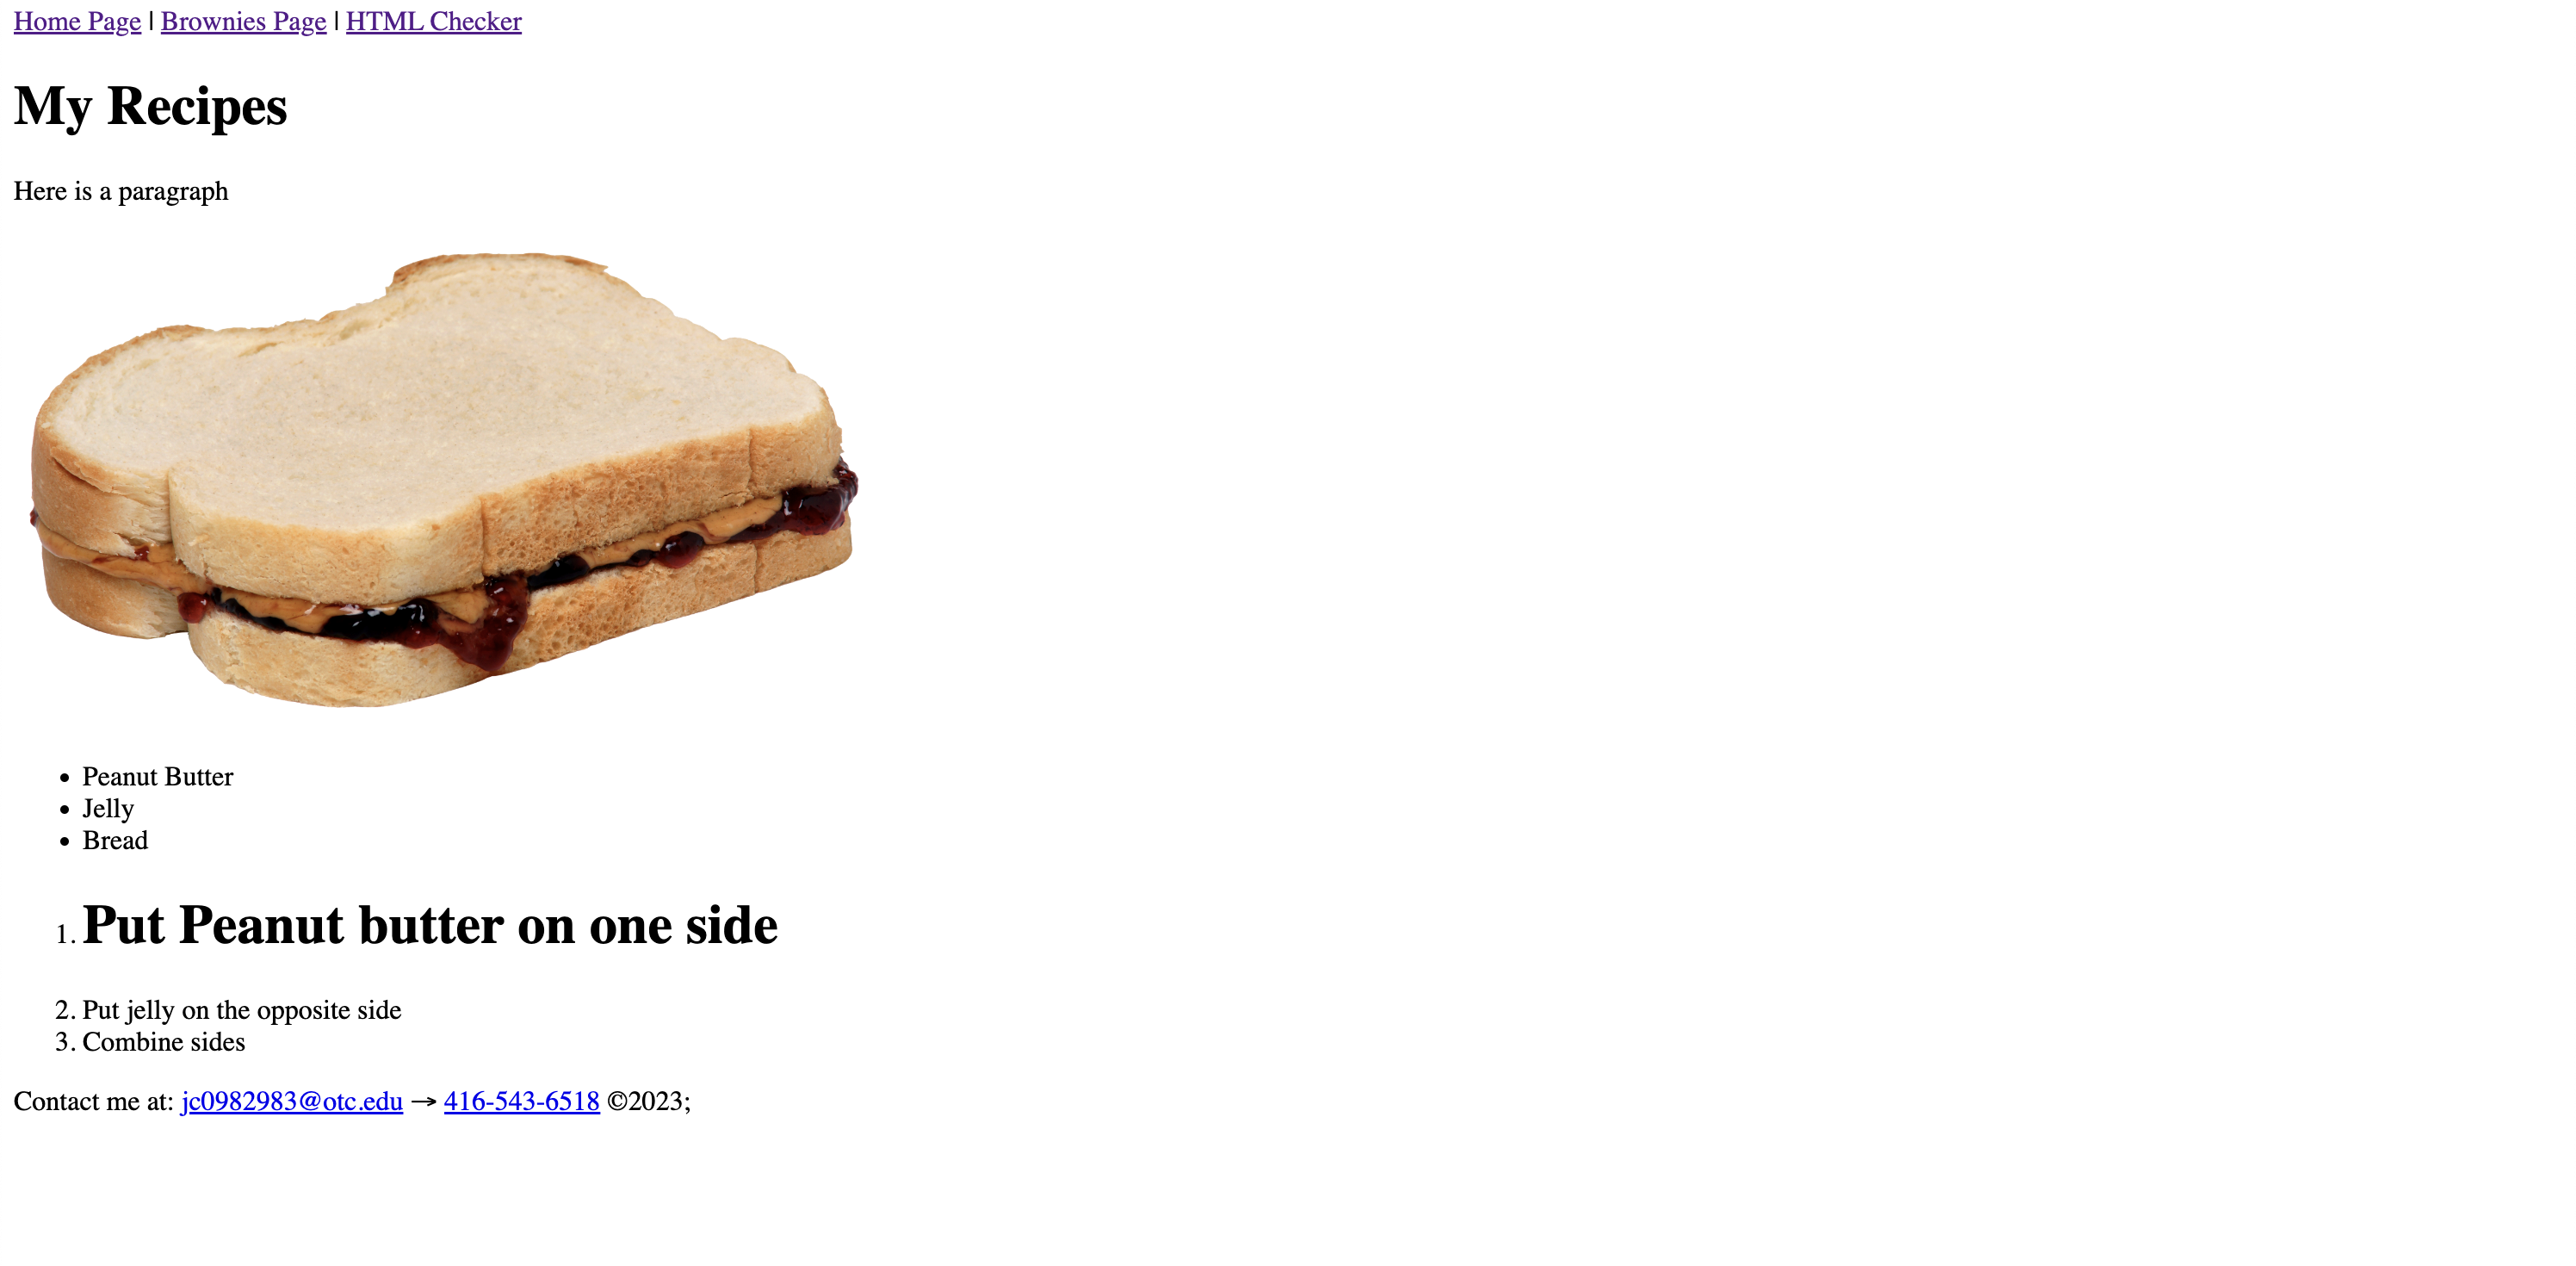 Home Page | Brownies Page | HTML Checker
My Recipes
Here is a paragraph
• Peanut Butter
• Jelly
• Bread
1. Put Peanut butter on one side
2. Put jelly on the opposite side
3. Combine sides
Contact me at: jc0982983@otc.edu → 416-543-6518 ©2023;